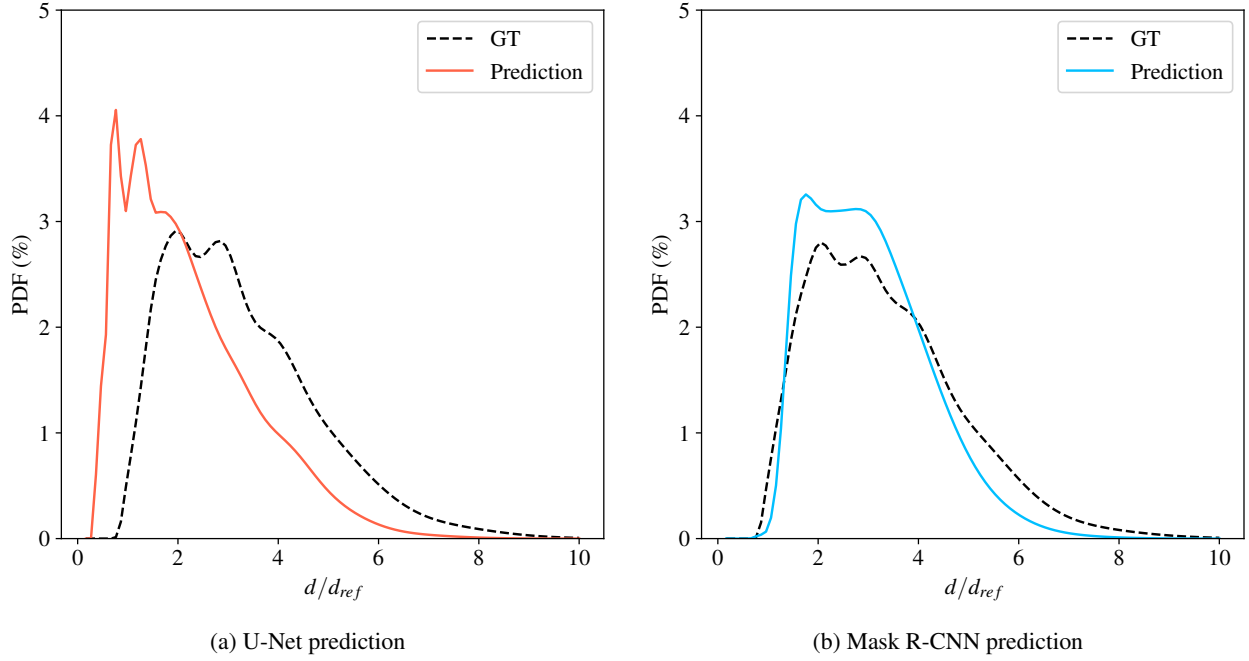 5
4
3
2
1
0
PDF (%)
0
2
4
6
8
10
d/d_ref
GT
Prediction
(a) U-Net prediction
5
4
3
2
1
0
PDF (%)
0
2
4
6
8
10
d/d_ref
GT
Prediction
(b) Mask R-CNN prediction